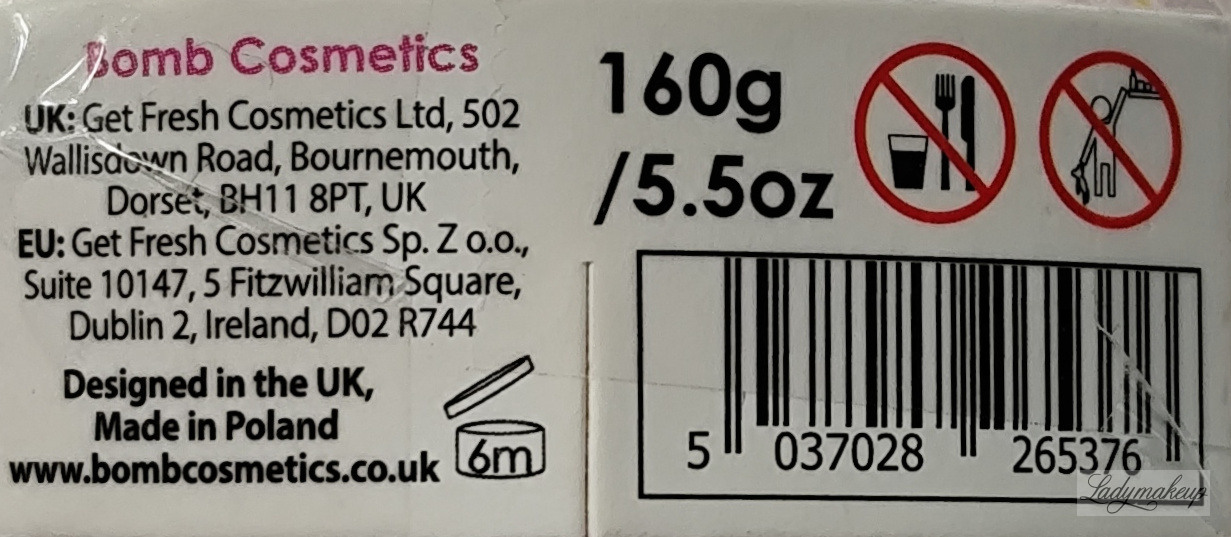 Bomb Cosmetics
UK: Get Fresh Cosmetics Ltd, 502
Wallisdown Road, Bournemouth,
Dorset, BH11 8PT, UK
EU: Get Fresh Cosmetics Sp. Z o.o.,
Suite 10147, 5 Fitzwilliam Square,
Dublin 2, Ireland, D02 R744
Designed in the UK,
Made in Poland
www.bombcosmetics.co.uk
6m
160g
/5.5oz
5 037028 265376
Ladymakeup